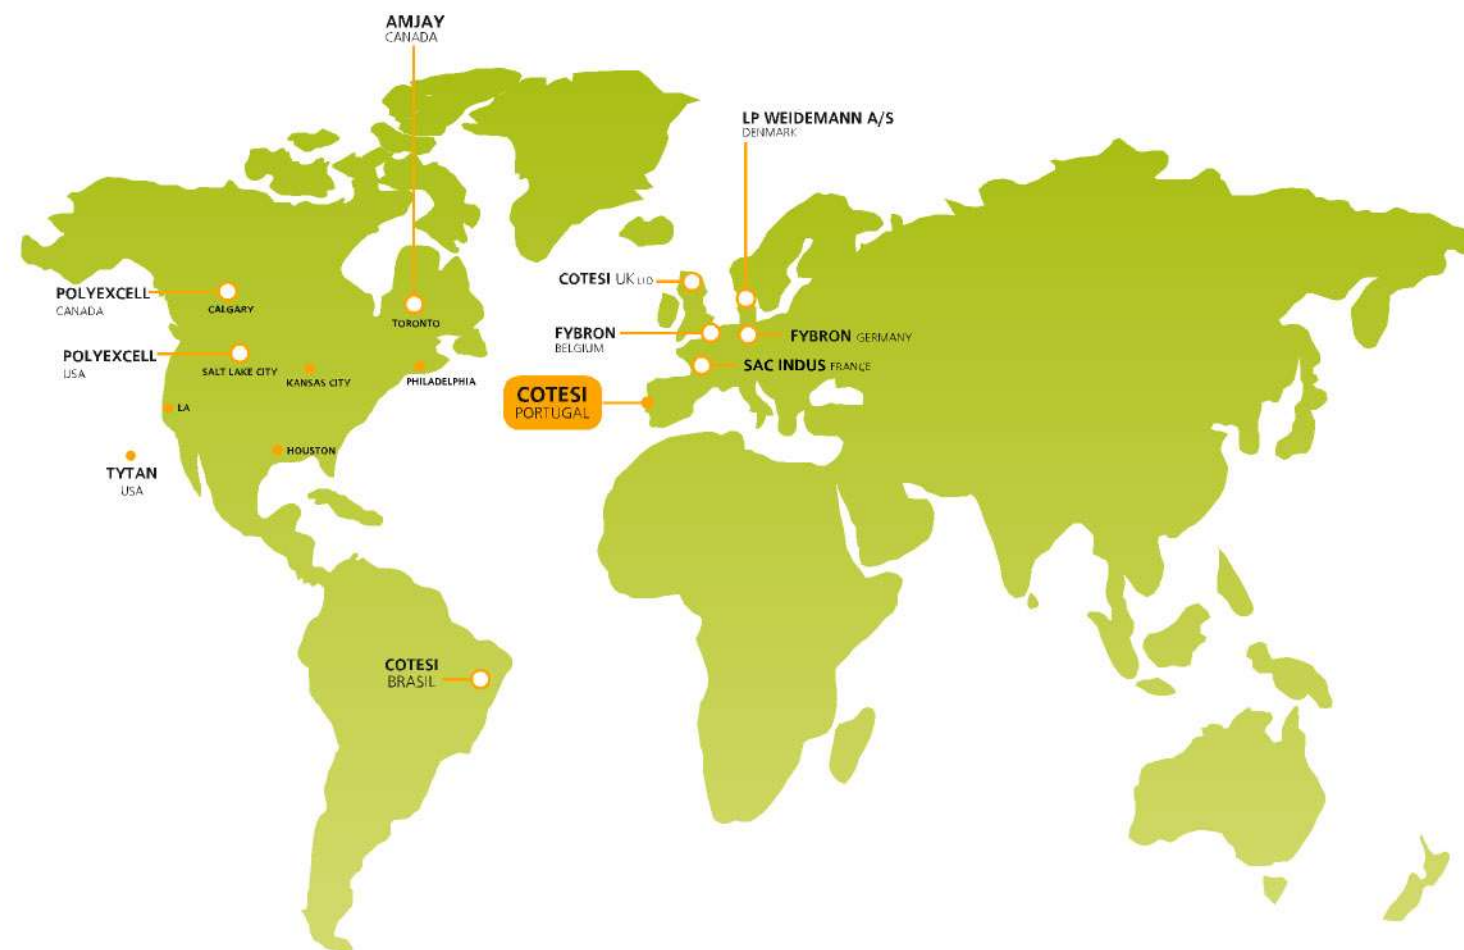 AMJAY
CANADA
LP WEIDEMANN A/S
DENMARK
COTESI UK LTD
POLYEXCELL
CANADA
CALGARY
TORONTO
FYBRON
BELGIUM
FYBRON GERMANY
POLYEXCELL
USA
SALT LAKE CITY
KANSAS CITY
PHILADELPHIA
SAC INDUS FRANÇE
COTESI
PORTUGAL
LA
HOUSTON
TYTAN
USA
COTESI
BRASIL